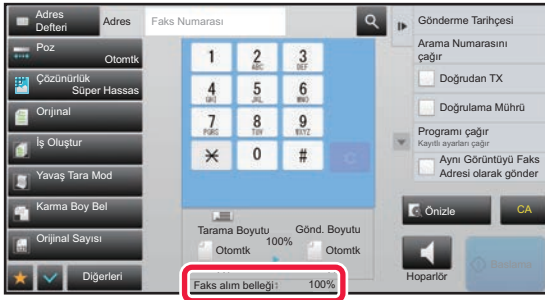 Adres
Defteri
Adres
Faks Numarası
Poz
Otomtk
Çözünürlük
Süper Hassas
Orijinal
İş Oluştur
Yavaş Tara Mod
Karma Boy Bel
Orijinal Sayısı
Diğerleri
1
2
ABC
3
DEF
4
GHI
5
JKL
6
MNO
7
PQRS
8
TUV
9
WXYZ
0
#
C
Tarama Boyutu
100%
Gönd. Boyutu
Otomtk
Otomtk
Faks alım belleği: 100%
Gönderme Tarihçesi
Arama Numarasını
çağır
Doğrudan TX
Doğrulama Mührü
Programı çağır
Kayıtlı ayarları çağır
Aynı Görüntüyü Faks
Adresi olarak gönder
Önizle
CA
Hoparlör